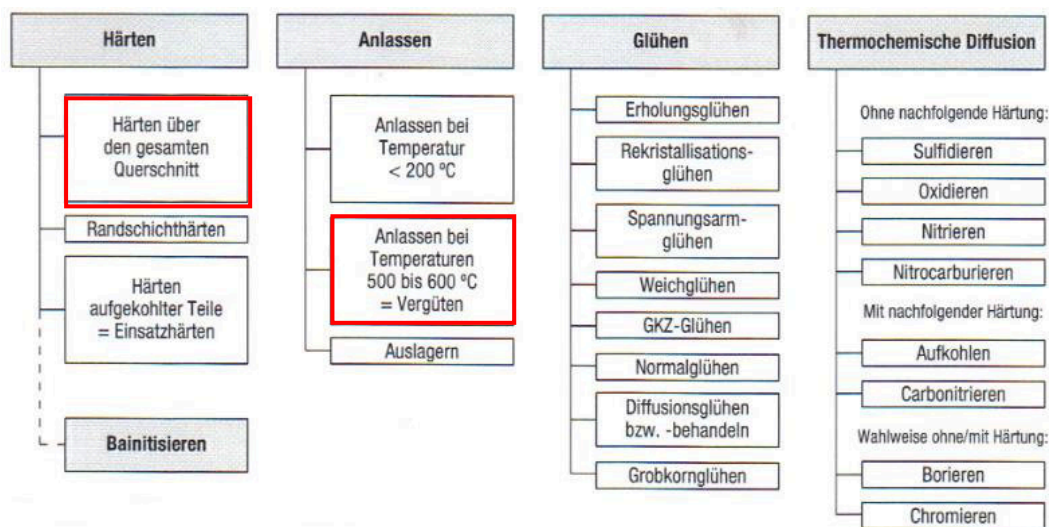 Härten
Härten über
den gesamten
Querschnitt
Randschichthärten
Härten
aufgekohlter Teile
= Einsatzhärten
Bainitisieren
Anlassen
Anlassen bei
Temperatur
< 200 ºC
Anlassen bei
Temperaturen
500 bis 600 ºC
= Vergüten
Auslagern
Glühen
Erholungsglühen
Rekristallisations-
glühen
Spannungsarm-
glühen
Weichglühen
GKZ-Glühen
Normalglühen
Diffusionsglühen
bzw. -behandeln
Grobkornglühen
Thermochemische Diffusion
Ohne nachfolgende Härtung:
Sulfidieren
Oxidieren
Nitrieren
Nitrocarburieren
Mit nachfolgender Härtung:
Aufkohlen
Carbonitrieren
Wahlweise ohne/mit Härtung:
Borieren
Chromieren